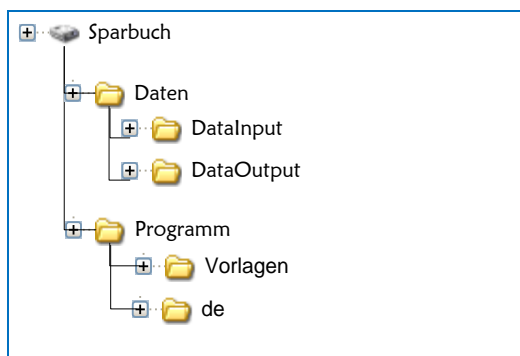 Sparbuch
Daten
DataInput
DataOutput
Programm
Vorlagen
de